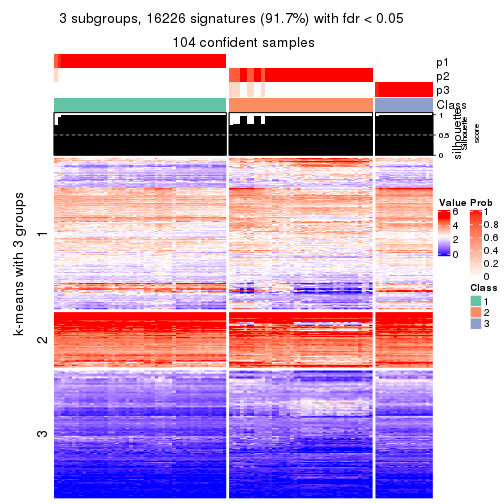 3 subgroups, 16226 signatures (91.7%) with fdr < 0.05
104 confident samples
p1
p2
p3
Class
1
0.5
0
silhouette
Silhouette
score
k-means with 3 groups
1
2
3
Value
6
4
2
0
Prob
1
0.8
0.6
0.4
0.2
0
Class
1
2
3